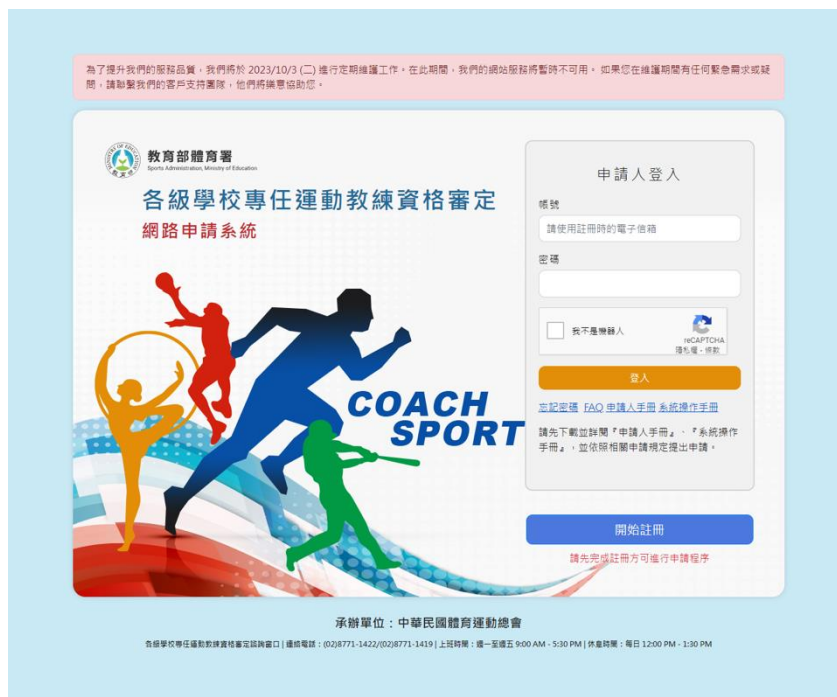 為了提升我們的服務品質，我們將於 2023/10/3 (二) 進行定期維護工作。在此期間，我們的網站服務將暫時不可用。 如果您在維護期間有任何緊急需求或疑
問，請聯繫我們的客戶支持團隊，他們將樂意協助您。
教育部體育署
Sports Administration, Ministry of Education
各級學校專任運動教練資格審定
網路申請系統
COACH
SPORT
申請人登入
帳號
請使用註冊時的電子信箱
密碼
我不是機器人
reCAPTCHA
隱私權 - 條款
登入
忘記密碼 FAQ 申請人手冊 系統操作手冊
請先下載並詳閱『申請人手冊』、『系統操作
手冊』，並依照相關申請規定提出申請。
開始註冊
請先完成註冊方可進行申請程序
承辦單位：中華民國體育運動總會
各級學校專任運動教練資格審定諮詢窗口 | 連絡電話：(02)8771-1422/(02)8771-1419 | 上班時間：週一至週五 9:00 AM - 5:30 PM | 休息時間：每日 12:00 PM - 1:30 PM